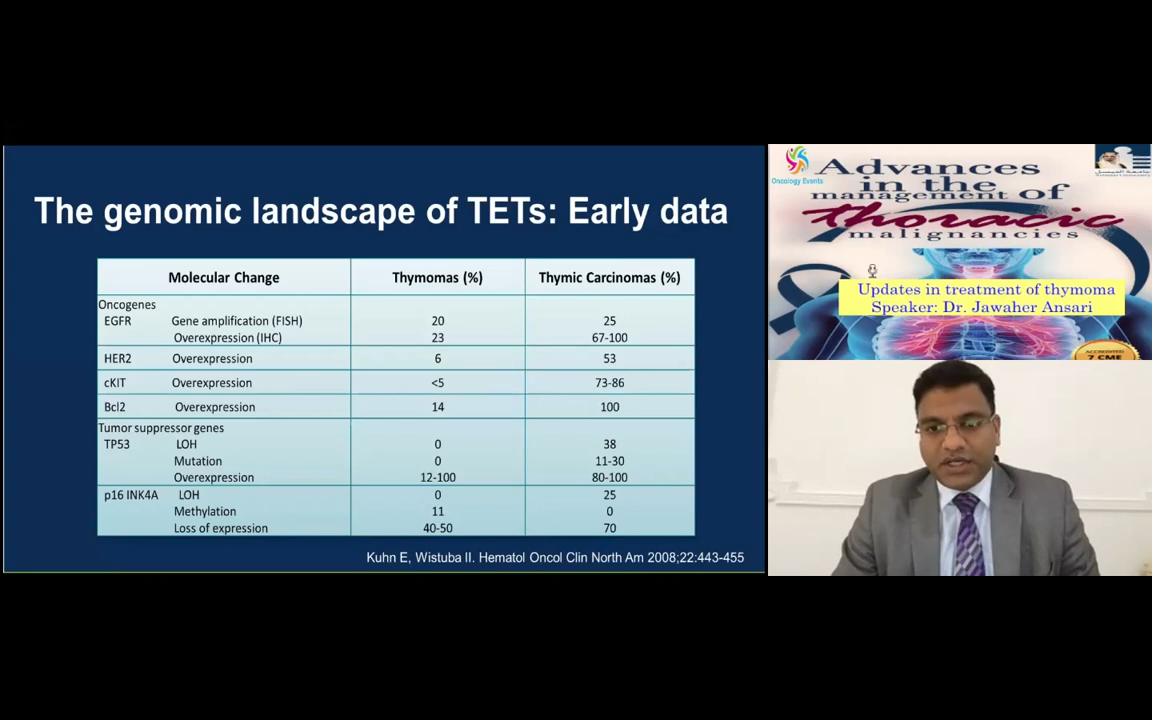 The genomic landscape of TETs: Early data
Molecular Change Thymomas (%) Thymic Carcinomas (%)
Oncogenes
EGFR Gene amplification (FISH) 20 25
Overexpression (IHC) 23 67-100
HER2 Overexpression 6 53
cKIT Overexpression <5 73-86
Bcl2 Overexpression 14 100
Tumor suppressor genes
TP53 LOH 0 38
Mutation 0 11-30
Overexpression 12-100 80-100
p16 INK4A LOH 0 25
Methylation 11 0
Loss of expression 40-50 70
Kuhn E, Wistuba II. Hematol Oncol Clin North Am 2008;22:443-455
Oncology Events
Advances
in the
management of
thoracic
malignancies
Updates in treatment of thymoma
Speaker: Dr. Jawaher Ansari
ACCREDITED
7 CME